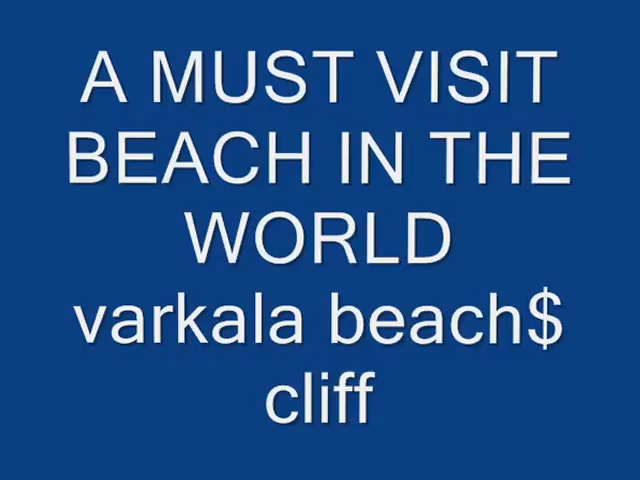 A MUST VISIT
BEACH IN THE
WORLD
varkala beach$
cliff